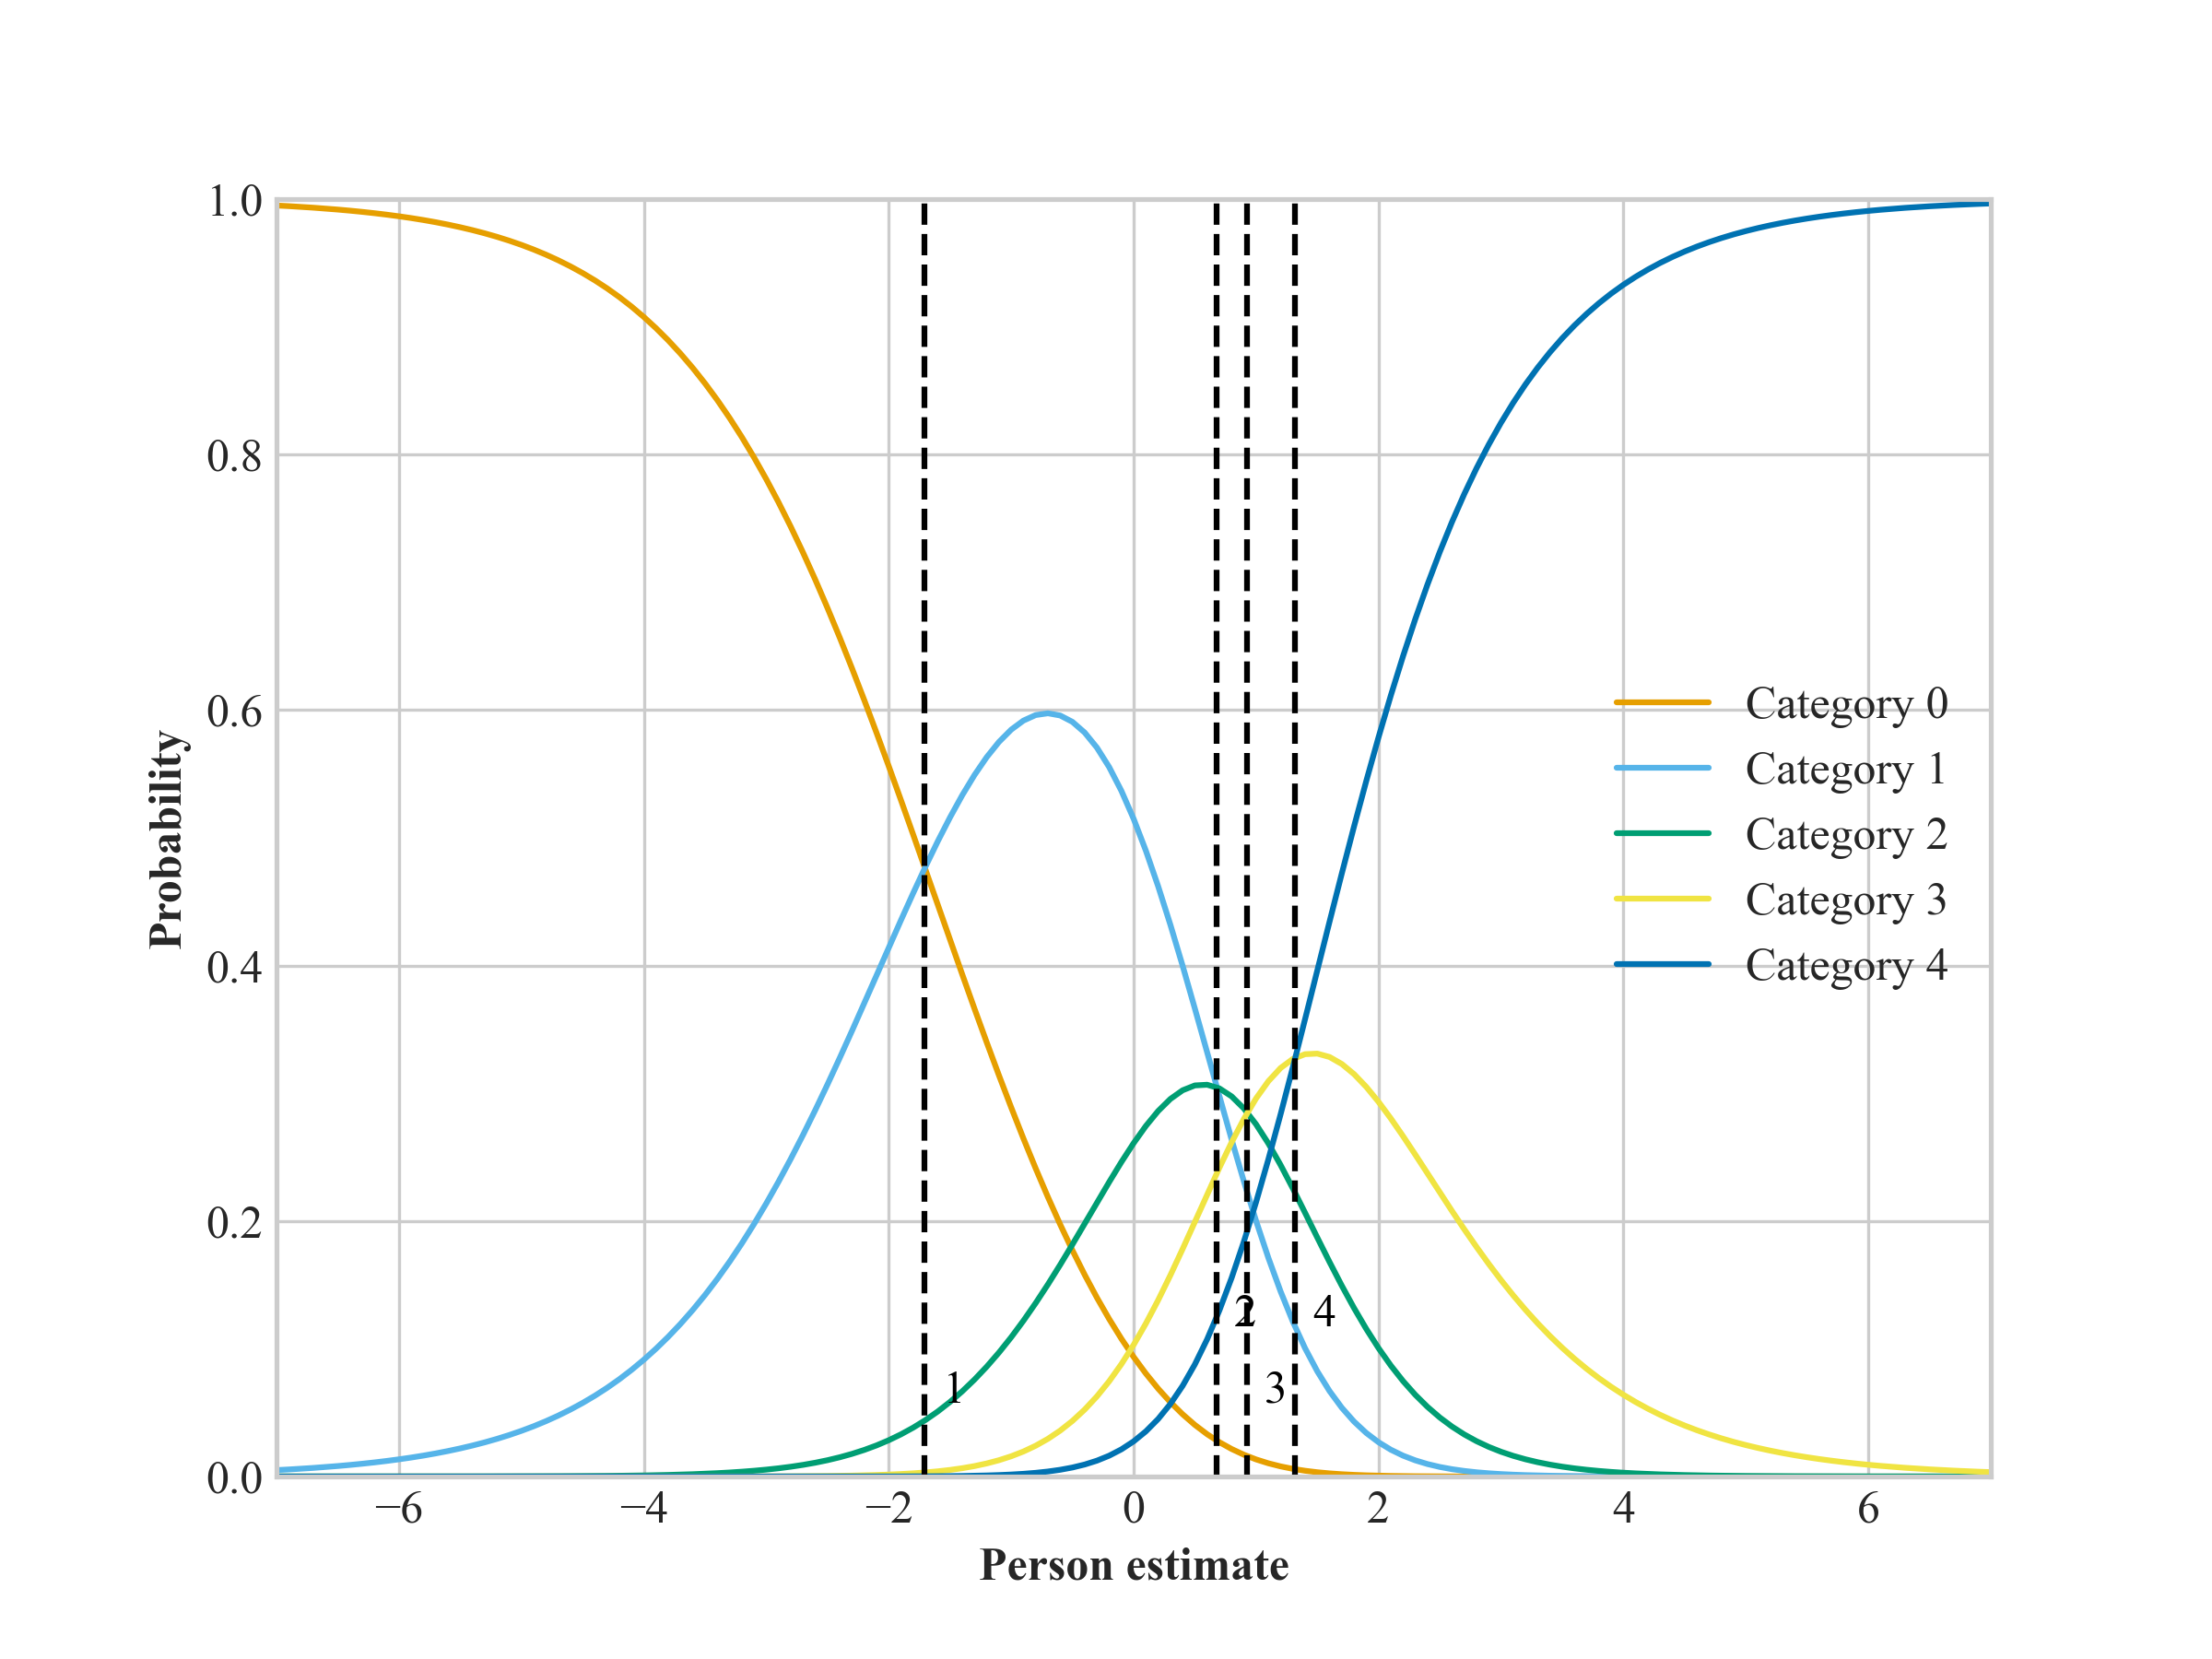 1.0
0.8
0.6
0.4
0.2
0.0
Probability
Category 0
Category 1
Category 2
Category 3
Category 4
2
4
1
3
−6 −4 −2 0 2 4 6
Person estimate